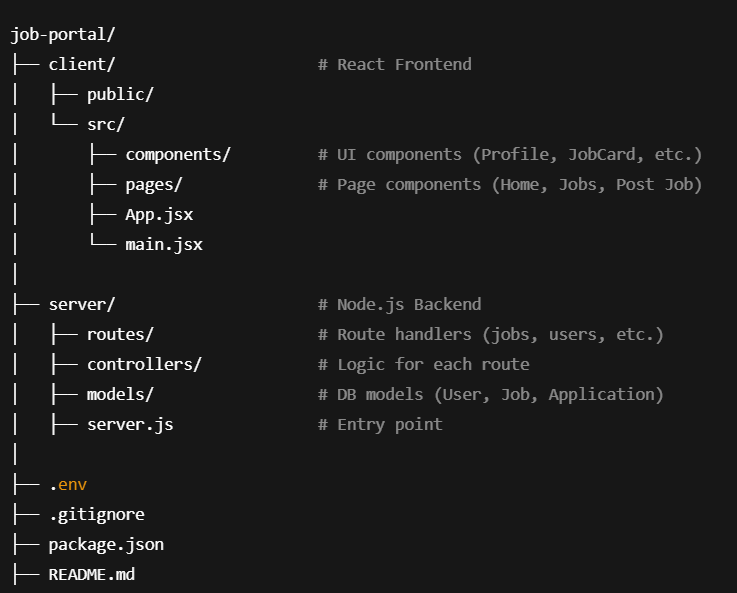 job-portal/
├── client/                    # React Frontend
│   ├── public/
│   └── src/
│       ├── components/        # UI components (Profile, JobCard, etc.)
│       ├── pages/             # Page components (Home, Jobs, Post Job)
│       ├── App.jsx
│       └── main.jsx
│
├── server/                    # Node.js Backend
│   ├── routes/                # Route handlers (jobs, users, etc.)
│   ├── controllers/           # Logic for each route
│   ├── models/                # DB models (User, Job, Application)
│   ├── server.js              # Entry point
│
├── .env
├── .gitignore
├── package.json
├── README.md